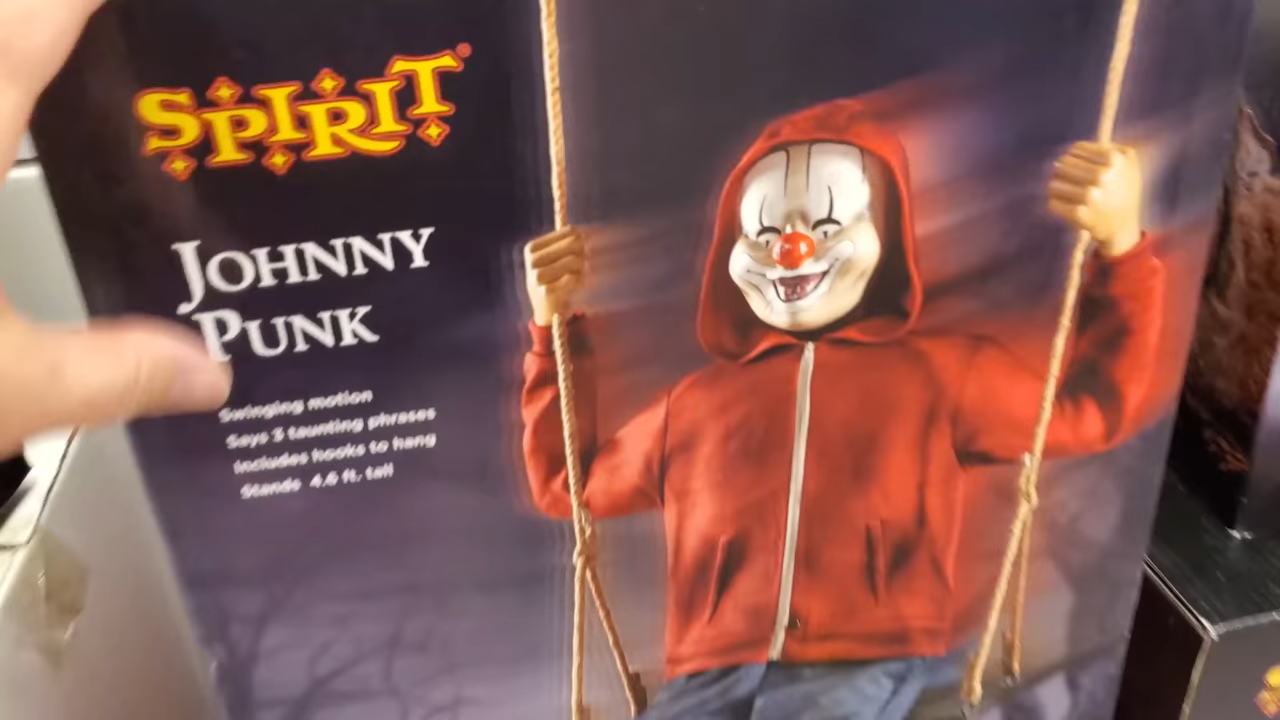 SPIRIT®
JOHNNY
PUNK
Swinging motion
Says 3 taunting phrases
Includes hooks to hang
Stands 4.6 ft. tall